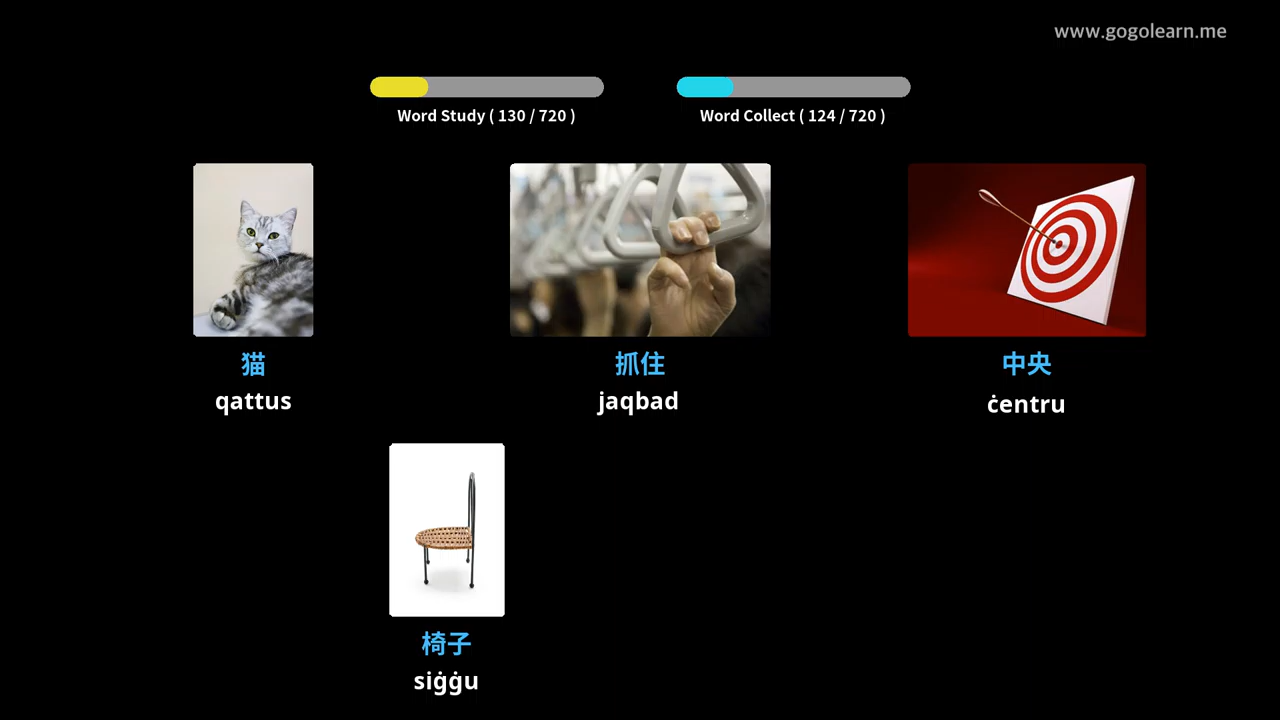 www.gogolearn.me
Word Study ( 130 / 720 )
Word Collect ( 124 / 720 )
猫
qattus
抓住
jaqbad
中央
ċentru
椅子
siġġu